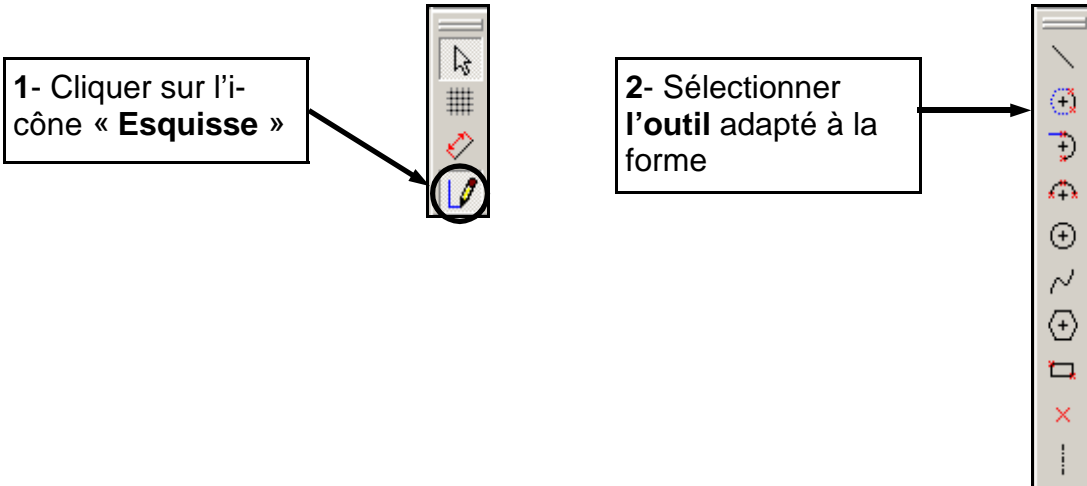 1- Cliquer sur l'i-
cône « Esquisse »
2- Sélectionner
l'outil adapté à la
forme